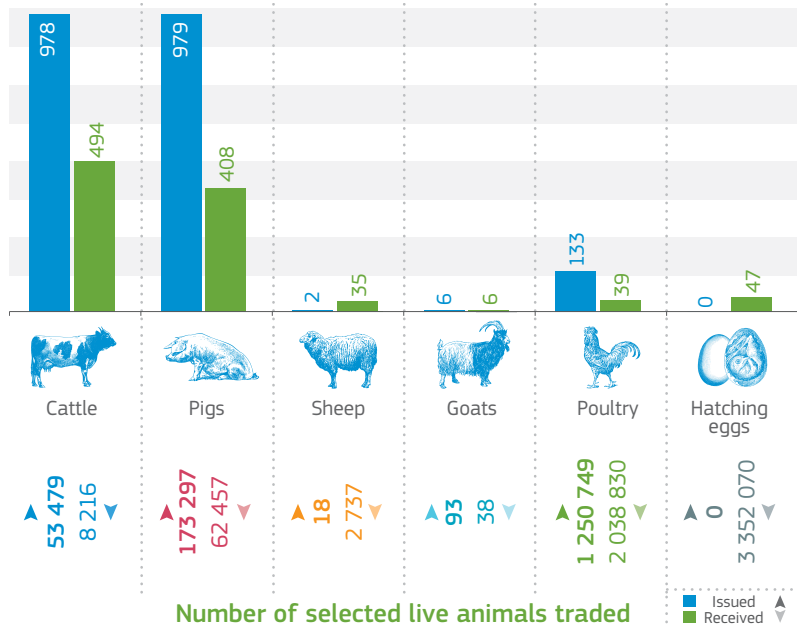 978
494
979
408
2
35
6
6
133
39
0
47
Cattle
Pigs
Sheep
Goats
Poultry
Hatching
eggs
53 479
8 216
173 297
62 457
18
2 737
93
38
1 250 749
2 038 830
0
3 352 070
Number of selected live animals traded
Issued
Received